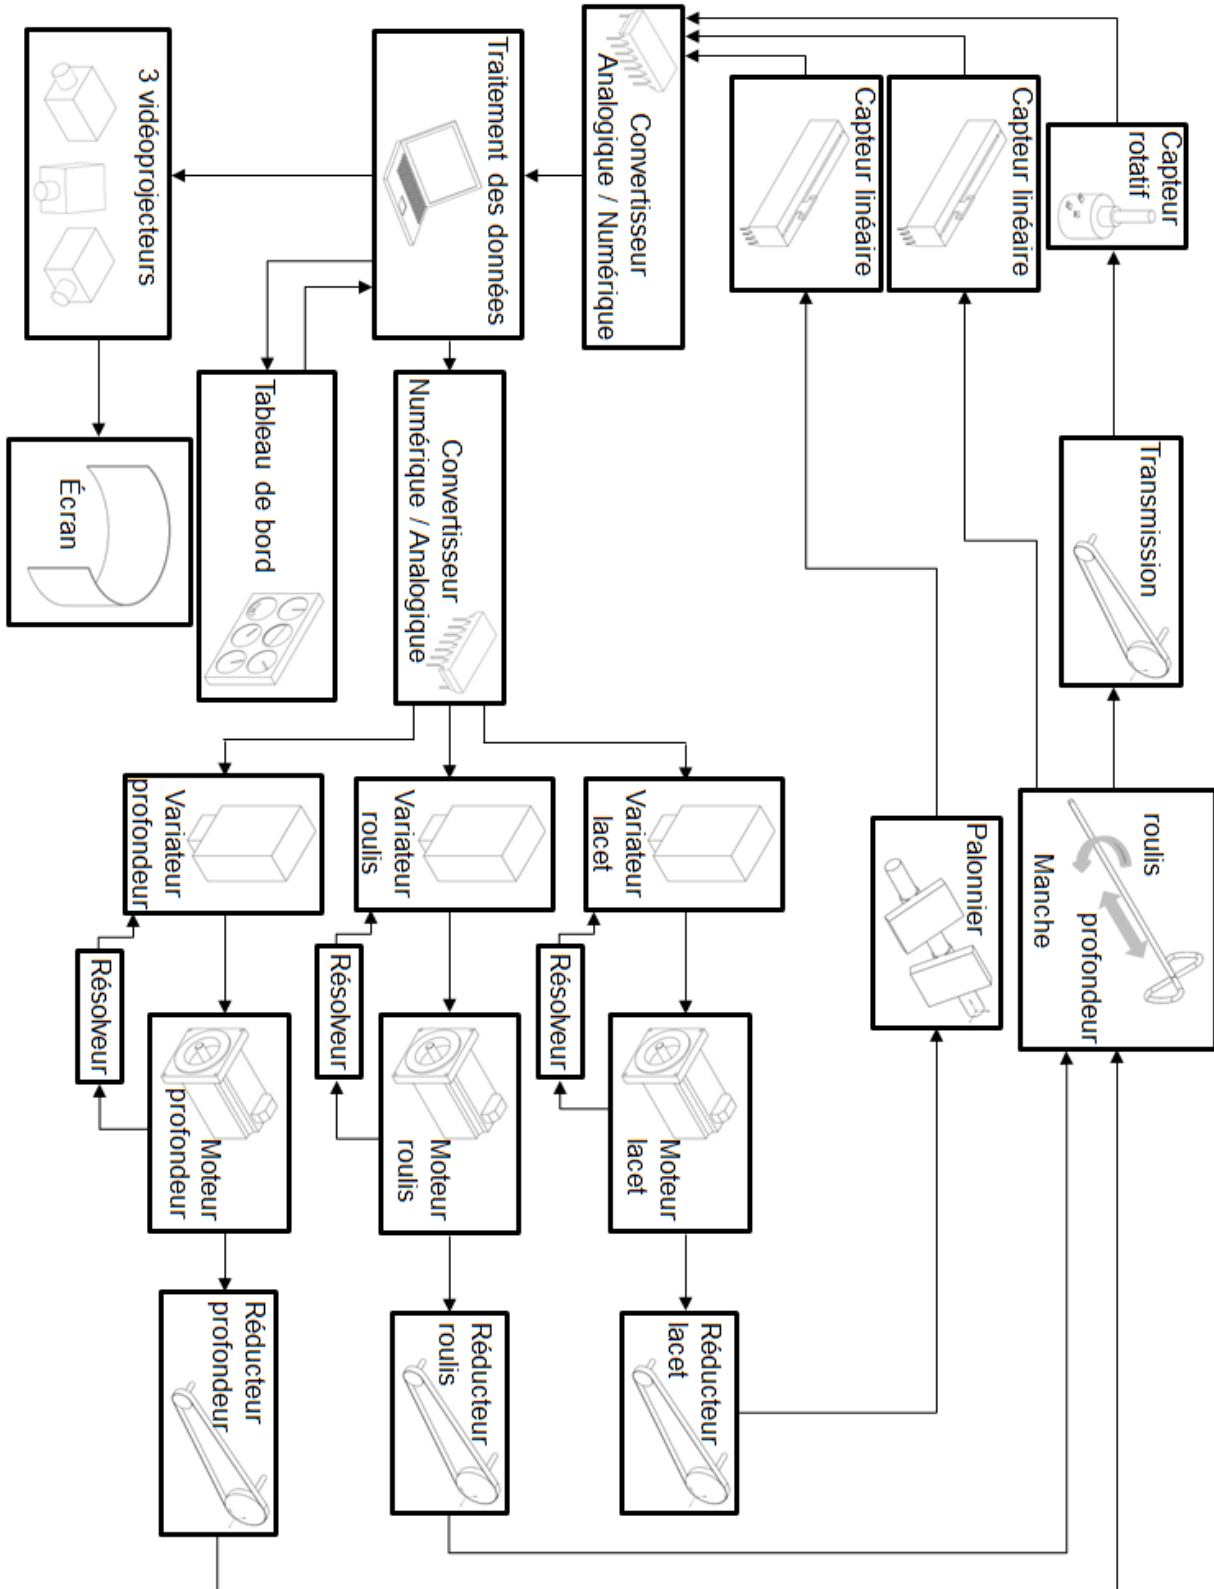 roulis
profondeur
Manche
Transmission
Capteur
rotatif
Capteur linéaire
Palonnier
Capteur linéaire
Convertisseur
Analogique / Numérique
Traitement des données
3 vidéoprojecteurs
Écran
Tableau de bord
Convertisseur
Numérique / Analogique
Variateur
lacet
Résolveur
Moteur
lacet
Réducteur
lacet
Variateur
roulis
Résolveur
Moteur
roulis
Réducteur
roulis
Variateur
profondeur
Résolveur
Moteur
profondeur
Réducteur
profondeur